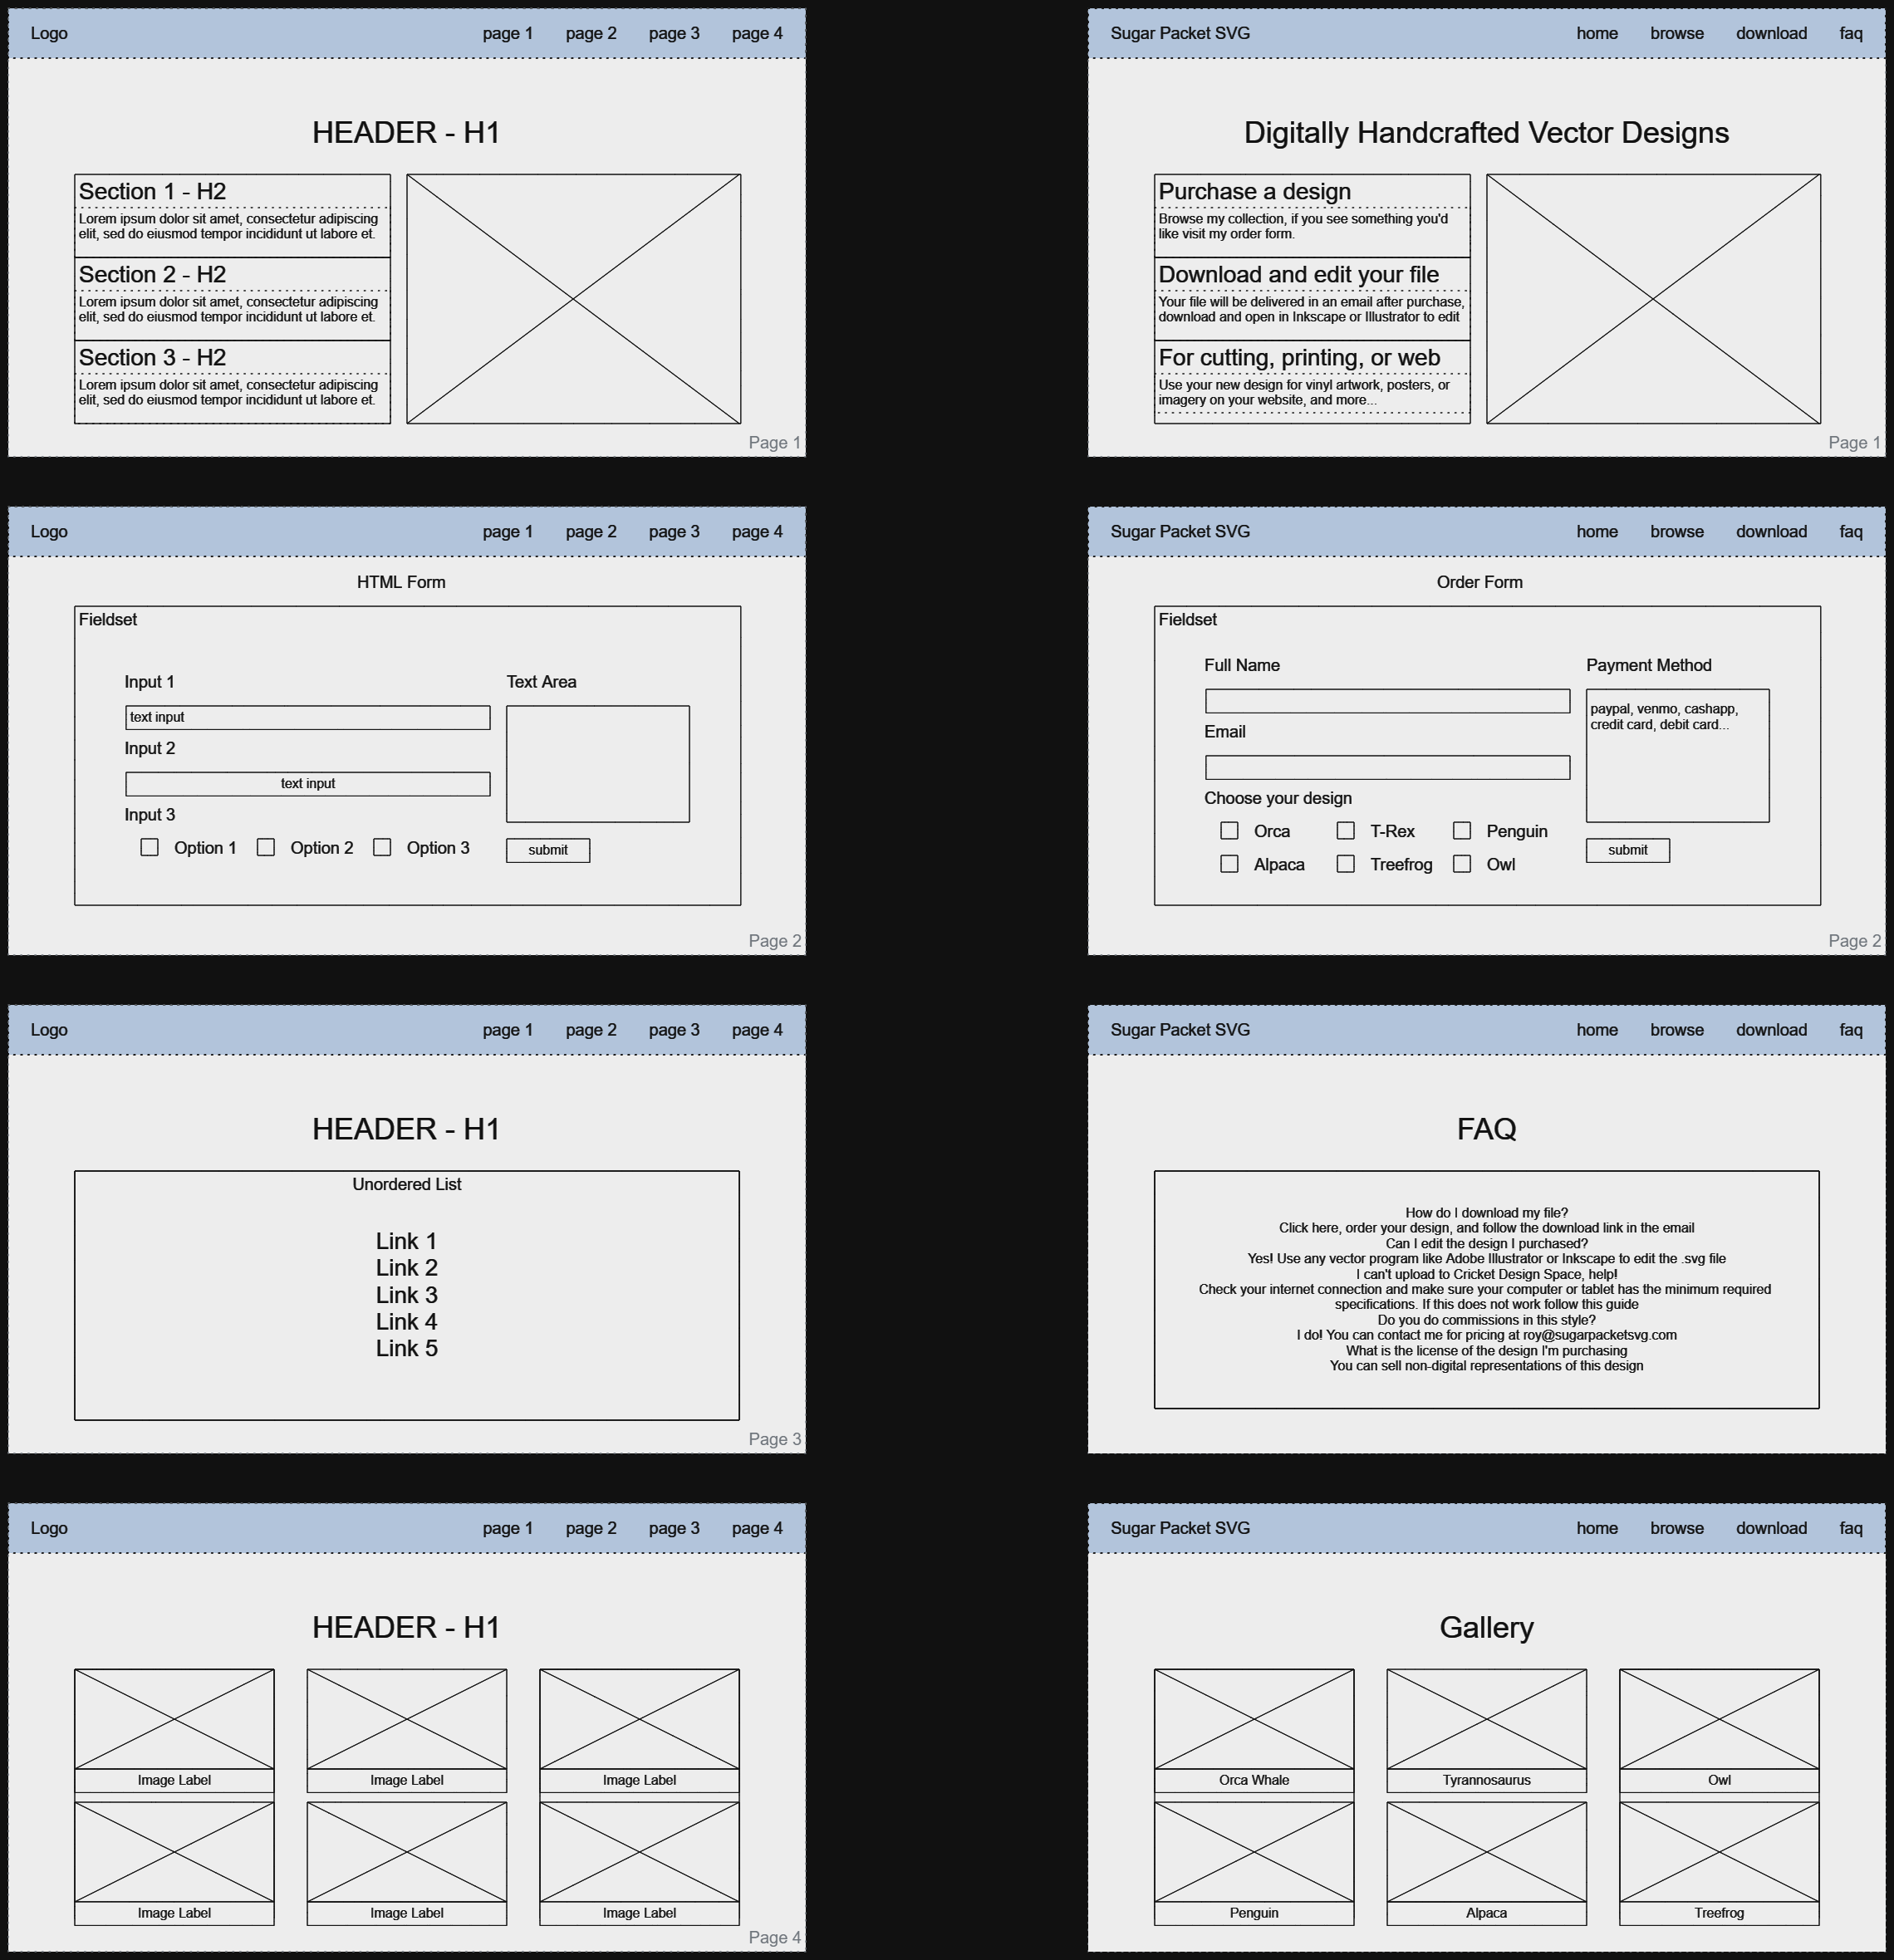 Logo
page 1 page 2 page 3 page 4
HEADER - H1
Section 1 - H2
Lorem ipsum dolor sit amet, consectetur adipiscing
elit, sed do eiusmod tempor incididunt ut labore et.
Section 2 - H2
Lorem ipsum dolor sit amet, consectetur adipiscing
elit, sed do eiusmod tempor incididunt ut labore et.
Section 3 - H2
Lorem ipsum dolor sit amet, consectetur adipiscing
elit, sed do eiusmod tempor incididunt ut labore et.
Page 1
Sugar Packet SVG
home browse download faq
Digitally Handcrafted Vector Designs
Purchase a design
Browse my collection, if you see something you'd
like visit my order form.
Download and edit your file
Your file will be delivered in an email after purchase,
download and open in Inkscape or Illustrator to edit
For cutting, printing, or web
Use your new design for vinyl artwork, posters, or
imagery on your website, and more...
Page 1
Logo
page 1 page 2 page 3 page 4
HTML Form
Fieldset
Input 1
text input
Input 2
text input
Input 3
Option 1 Option 2 Option 3
Text Area
submit
Page 2
Sugar Packet SVG
home browse download faq
Order Form
Fieldset
Full Name
Email
Choose your design
Orca T-Rex Penguin
Alpaca Treefrog Owl
Payment Method
paypal, venmo, cashapp,
credit card, debit card...
submit
Page 2
Logo
page 1 page 2 page 3 page 4
HEADER - H1
Unordered List
Link 1
Link 2
Link 3
Link 4
Link 5
Page 3
Sugar Packet SVG
home browse download faq
FAQ
How do I download my file?
Click here, order your design, and follow the download link in the email
Can I edit the design I purchased?
Yes! Use any vector program like Adobe Illustrator or Inkscape to edit the .svg file
I can't upload to Cricket Design Space, help!
Check your internet connection and make sure your computer or tablet has the minimum required
specifications. If this does not work follow this guide
Do you do commissions in this style?
I do! You can contact me for pricing at roy@sugarpacketsvg.com
What is the license of the design I'm purchasing
You can sell non-digital representations of this design
Logo
page 1 page 2 page 3 page 4
HEADER - H1
Image Label Image Label Image Label
Image Label Image Label Image Label
Page 4
Sugar Packet SVG
home browse download faq
Gallery
Orca Whale Tyrannosaurus Owl
Penguin Alpaca Treefrog